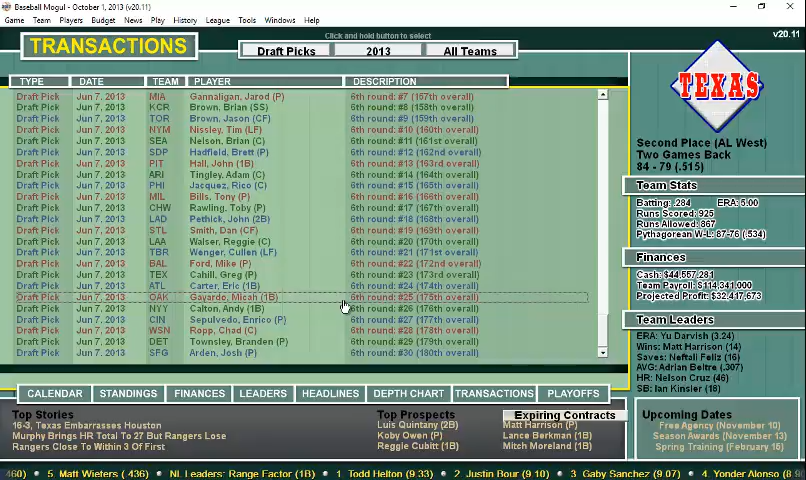 Baseball Mogul - October 1, 2013 (v20.11)
Game Team Players Budget News Play History League Tools Windows Help
v20.11
Click and hold button to select
TRANSACTIONS
Draft Picks 2013 All Teams
TYPE DATE TEAM PLAYER DESCRIPTION
Draft Pick Jun 7, 2013 MIA Gannaligan, Jarod (P) 6th round: #7 (157th overall)
Draft Pick Jun 7, 2013 KCR Brown, Brian (SS) 6th round: #8 (158th overall)
Draft Pick Jun 7, 2013 TOR Brown, Jason (CF) 6th round: #9 (159th overall)
Draft Pick Jun 7, 2013 NYM Nissley, Tim (LF) 6th round: #10 (160th overall)
Draft Pick Jun 7, 2013 SEA Nelson, Brian (C) 6th round: #11 (161st overall)
Draft Pick Jun 7, 2013 SDP Hadfield, Brett (P) 6th round: #12 (162nd overall)
Draft Pick Jun 7, 2013 PIT Hall, John (1B) 6th round: #13 (163rd overall)
Draft Pick Jun 7, 2013 ARI Tingley, Adam (C) 6th round: #14 (164th overall)
Draft Pick Jun 7, 2013 PHI Jacquez, Rico (C) 6th round: #15 (165th overall)
Draft Pick Jun 7, 2013 MIL Bills, Tony (P) 6th round: #16 (166th overall)
Draft Pick Jun 7, 2013 CHW Rawling, Toby (P) 6th round: #17 (167th overall)
Draft Pick Jun 7, 2013 LAD Pethick, John (2B) 6th round: #18 (168th overall)
Draft Pick Jun 7, 2013 STL Smith, Dan (CF) 6th round: #19 (169th overall)
Draft Pick Jun 7, 2013 LAA Walser, Reggie (C) 6th round: #20 (170th overall)
Draft Pick Jun 7, 2013 TBR Wenger, Cullen (LF) 6th round: #21 (171st overall)
Draft Pick Jun 7, 2013 BAL Ford, Mike (P) 6th round: #22 (172nd overall)
Draft Pick Jun 7, 2013 TEX Cahill, Greg (P) 6th round: #23 (173rd overall)
Draft Pick Jun 7, 2013 ATL Carter, Eric (1B) 6th round: #24 (174th overall)
Draft Pick Jun 7, 2013 OAK Gayarde, Micah (1B) 6th round: #25 (175th overall)
Draft Pick Jun 7, 2013 NYY Calton, Andy (1B) 6th round: #26 (176th overall)
Draft Pick Jun 7, 2013 CIN Sepulvedo, Enrico (P) 6th round: #27 (177th overall)
Draft Pick Jun 7, 2013 WSN Ropp, Chad (C) 6th round: #28 (178th overall)
Draft Pick Jun 7, 2013 DET Townsley, Branden (P) 6th round: #29 (179th overall)
Draft Pick Jun 7, 2013 SFG Arden, Josh (P) 6th round: #30 (180th overall)
TEXAS
Second Place (AL West)
Two Games Back
84 - 79 (.515)
Team Stats
Batting: .284 ERA: 5.00
Runs Scored: 925
Runs Allowed: 867
Pythagorean W-L: 87-76 (.534)
Finances
Cash: $44,557,281
Team Payroll: $114,341,000
Projected Profit: $32,417,673
Team Leaders
ERA: Yu Darvish (3.24)
Wins: Matt Harrison (14)
Saves: Neftali Feliz (16)
AVG: Adrian Beltre (.307)
HR: Nelson Cruz (46)
SB: Ian Kinsler (18)
CALENDAR STANDINGS FINANCES LEADERS HEADLINES DEPTH CHART TRANSACTIONS PLAYOFFS
Top Stories
16-3, Texas Embarrasses Houston
Murphy Brings HR Total To 27 But Rangers Lose
Rangers Close To Within 3 Of First
Top Prospects
Luis Quintany (2B)
Koby Owen (P)
Reggie Cubitt (1B)
Expiring Contracts
Matt Harrison (P)
Lance Berkman (1B)
Mitch Moreland (1B)
Upcoming Dates
Free Agency (November 10)
Season Awards (November 13)
Spring Training (February 16)
460) • 5. Matt Wieters (.436) • NL Leaders: Range Factor (1B) • 1. Todd Helton (9.33) • 2. Justin Bour (9.10) • 3. Gaby Sanchez (9.07) • 4. Yonder Alonso (8.9